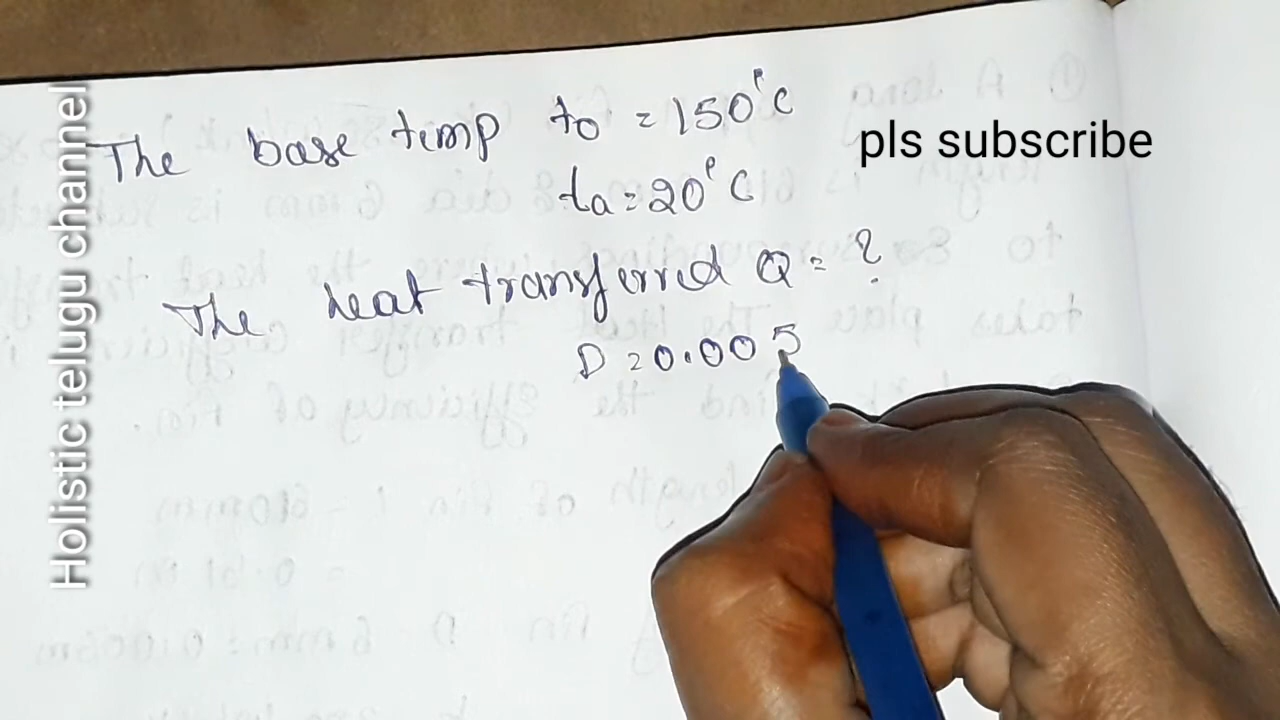 The base temp to = 150°C
pls subscribe
ta = 20°C
The heat transferred Q = ?
D = 0.005
Holistic telugu channel